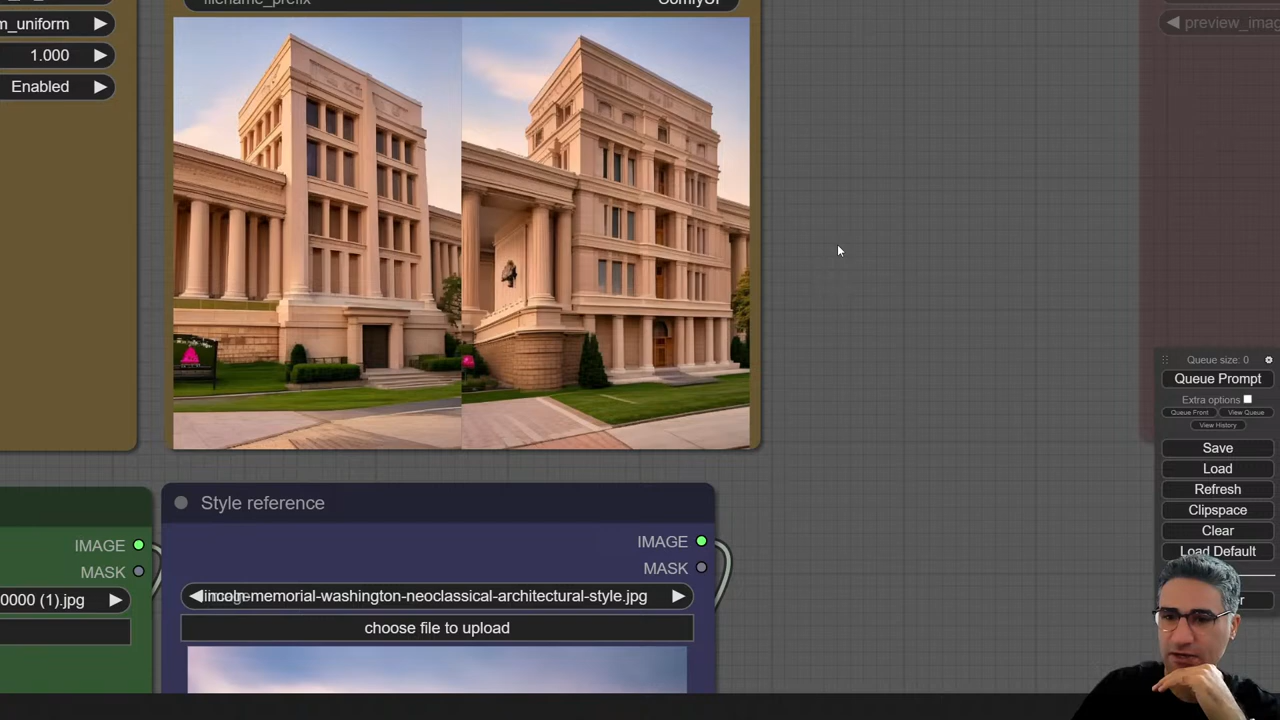 filename_prefix
ComfyUI
preview_imag
m_uniform
1.000
Enabled
Queue size: 0
Queue Prompt
Extra options
Queue Front
View Queue
View History
Save
Load
Refresh
Clipspace
Clear
Load Default
Style reference
IMAGE
MASK
IMAGE
MASK
0000 (1).jpg
lincoln-memorial-washington-neoclassical-architectural-style.jpg
choose file to upload